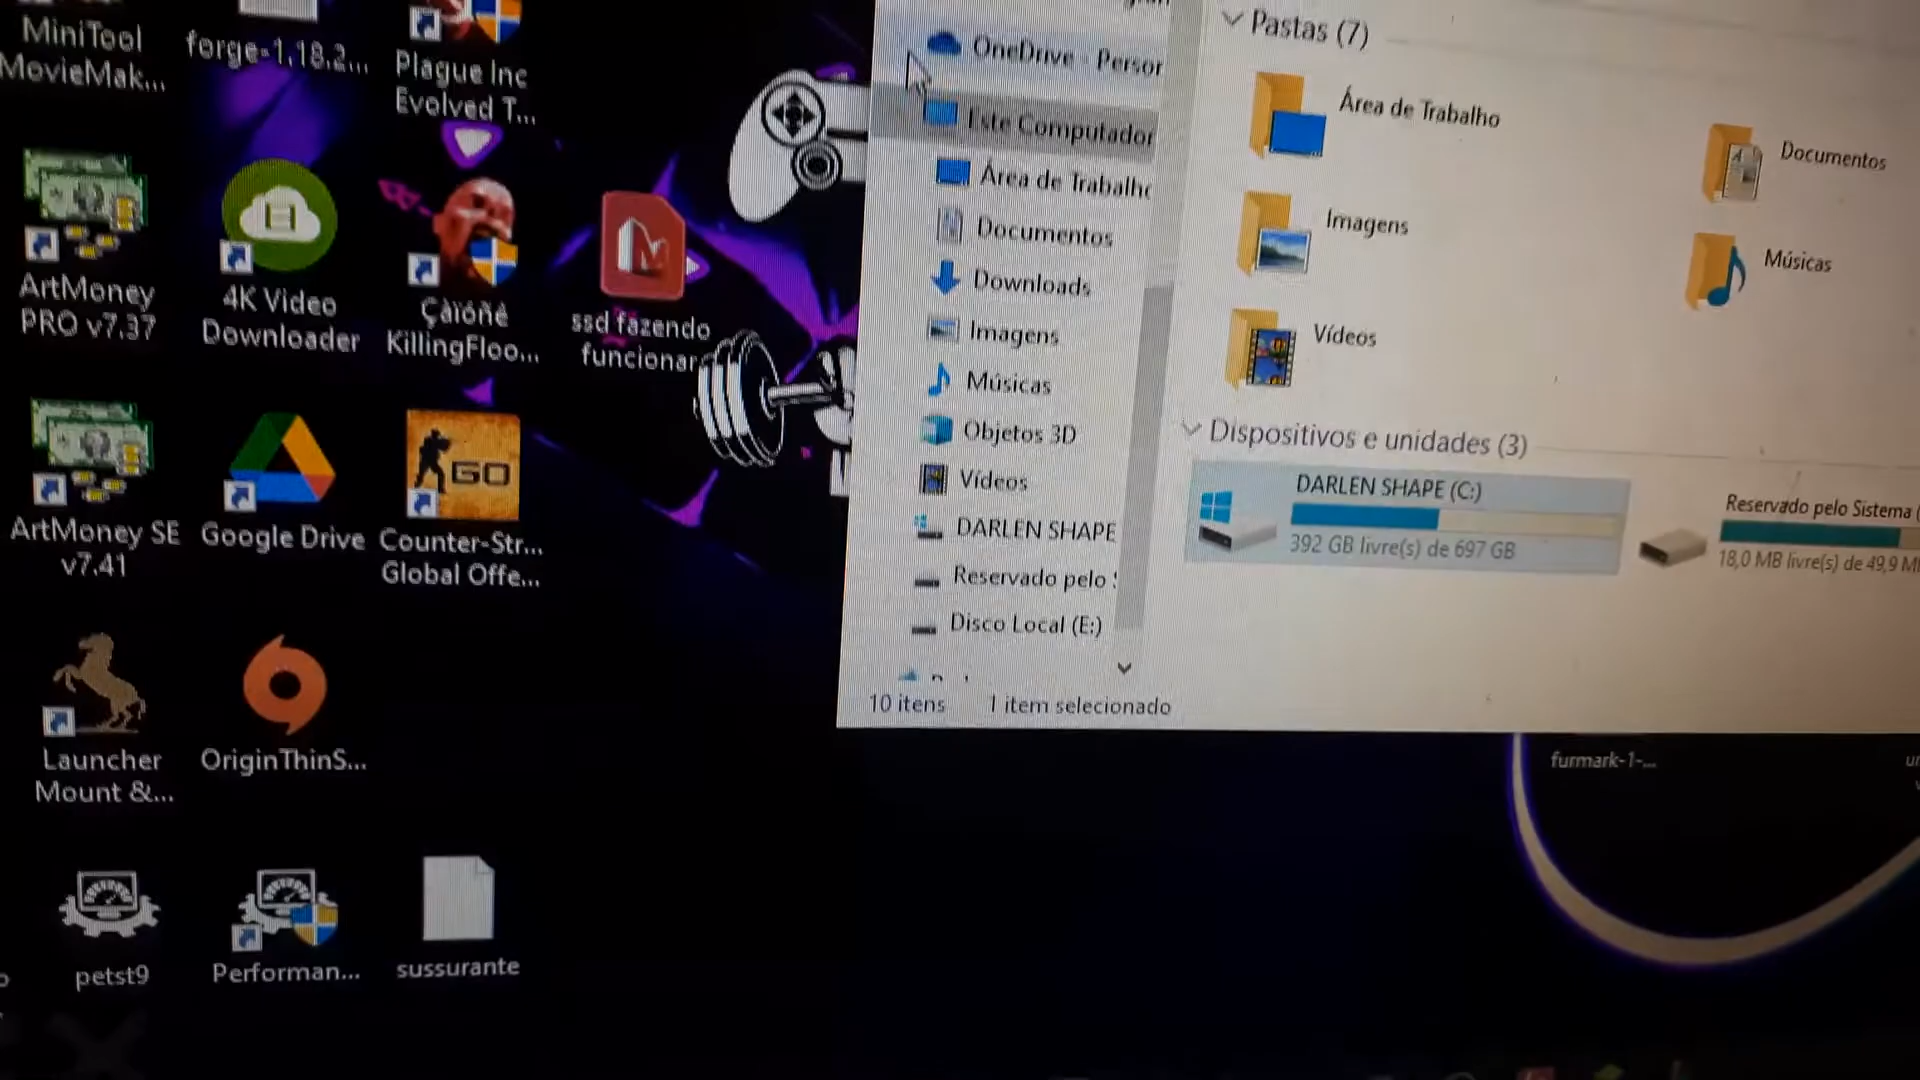 MiniTool
MovieMak...
forge-1.18.2...
Plague Inc
Evolved T...
ArtMoney
PRO v7.37
4K Video
Downloader
Çàïóñê
KillingFloo...
ssd fazendo
funcionar
ArtMoney SE
v7.41
Google Drive
GO
Counter-Str...
Global Offe...
Launcher
Mount &...
OriginThinS...
petst9
Performan...
sussurante
OneDrive - Persor
Este Computador
Área de Trabalho
Documentos
Downloads
Imagens
Músicas
Objetos 3D
Vídeos
DARLEN SHAPE
Reservado pelo
Disco Local (E:)
10 itens
1 item selecionado
Pastas (7)
Área de Trabalho
Documentos
Imagens
Músicas
Vídeos
Dispositivos e unidades (3)
DARLEN SHAPE (C:)
392 GB livre(s) de 697 GB
Reservado pelo Sistema (
18,0 MB livre(s) de 49,9 M
furmark-1-...